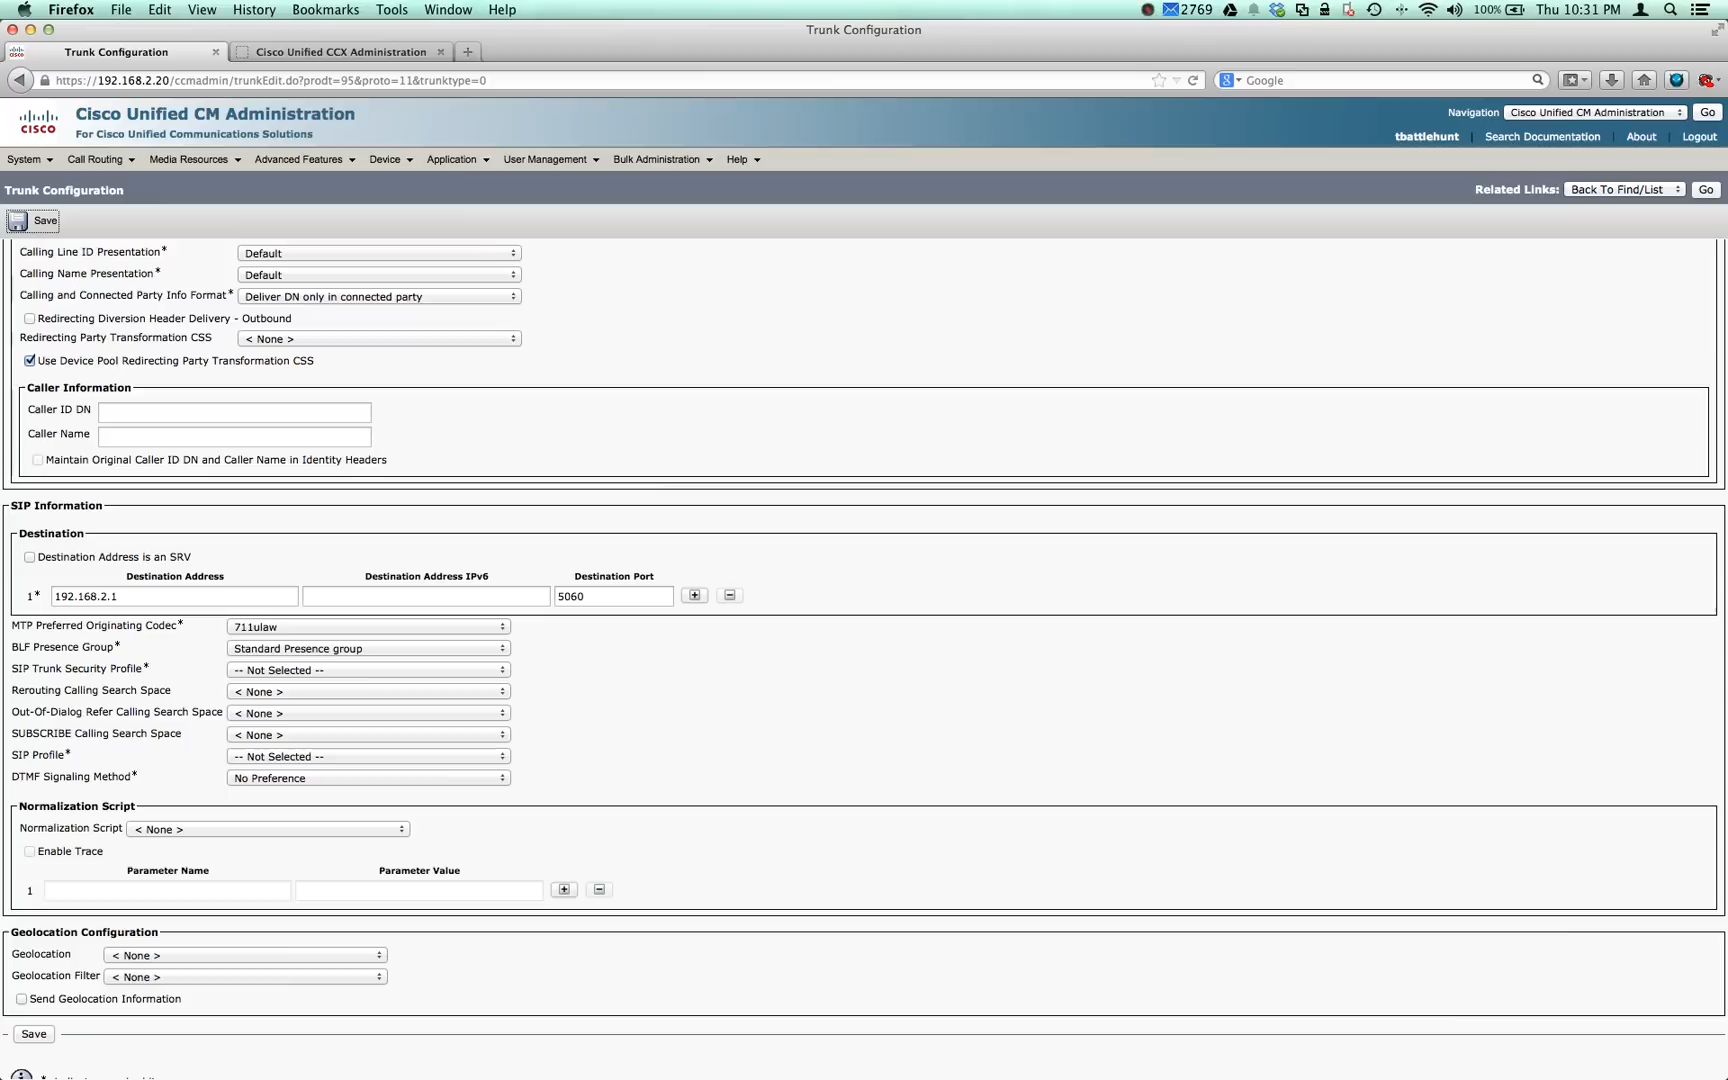 Firefox File Edit View History Bookmarks Tools Window Help 2769 100% Thu 10:31 PM
Trunk Configuration
Trunk Configuration Cisco Unified CCX Administration
https://192.168.2.20/ccmadmin/trunkEdit.do?prodt=95&proto=11&trunktype=0 Google
CISCO
Cisco Unified CM Administration
For Cisco Unified Communications Solutions
Navigation Cisco Unified CM Administration Go
tbattlehunt | Search Documentation | About | Logout
System Call Routing Media Resources Advanced Features Device Application User Management Bulk Administration Help
Trunk Configuration
Related Links: Back To Find/List Go
Save
Calling Line ID Presentation* Default
Calling Name Presentation* Default
Calling and Connected Party Info Format* Deliver DN only in connected party
Redirecting Diversion Header Delivery - Outbound
Redirecting Party Transformation CSS < None >
Use Device Pool Redirecting Party Transformation CSS
Caller Information
Caller ID DN
Caller Name
Maintain Original Caller ID DN and Caller Name in Identity Headers
SIP Information
Destination
Destination Address is an SRV
Destination Address Destination Address IPv6 Destination Port
1* 192.168.2.1 5060
MTP Preferred Originating Codec* 711ulaw
BLF Presence Group* Standard Presence group
SIP Trunk Security Profile* -- Not Selected --
Rerouting Calling Search Space < None >
Out-Of-Dialog Refer Calling Search Space < None >
SUBSCRIBE Calling Search Space < None >
SIP Profile* -- Not Selected --
DTMF Signaling Method* No Preference
Normalization Script
Normalization Script < None >
Enable Trace
Parameter Name Parameter Value
1
Geolocation Configuration
Geolocation < None >
Geolocation Filter < None >
Send Geolocation Information
Save